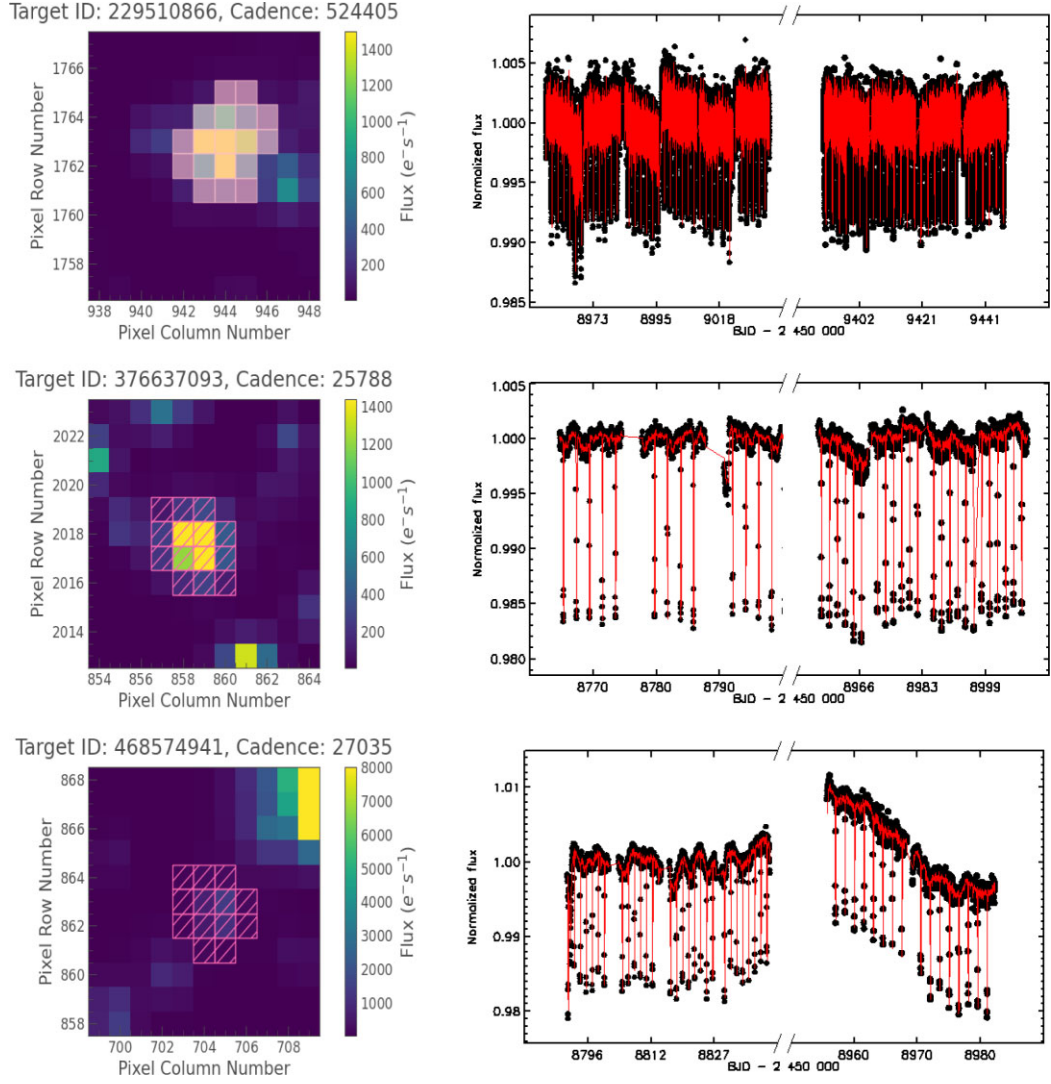 Target ID: 229510866, Cadence: 524405
Pixel Row Number
1766
1764
1762
1760
1758
938 940 942 944 946 948
Pixel Column Number
1400
1200
1000
800
600
400
200
Flux (e⁻s⁻¹)
Normalized flux
1.005
1.000
0.995
0.990
0.985
8973 8995 9018 9402 9421 9441
BJD - 2 450 000
Target ID: 376637093, Cadence: 25788
Pixel Row Number
2022
2020
2018
2016
2014
854 856 858 860 862 864
Pixel Column Number
1400
1200
1000
800
600
400
200
Flux (e⁻s⁻¹)
Normalized flux
1.005
1.000
0.995
0.990
0.985
0.980
8770 8780 8790 8966 8983 8999
BJD - 2 450 000
Target ID: 468574941, Cadence: 27035
Pixel Row Number
868
866
864
862
860
858
700 702 704 706 708
Pixel Column Number
8000
7000
6000
5000
4000
3000
2000
1000
Flux (e⁻s⁻¹)
Normalized flux
1.01
1.00
0.99
0.98
8796 8812 8827 8960 8970 8980
BJD - 2 450 000